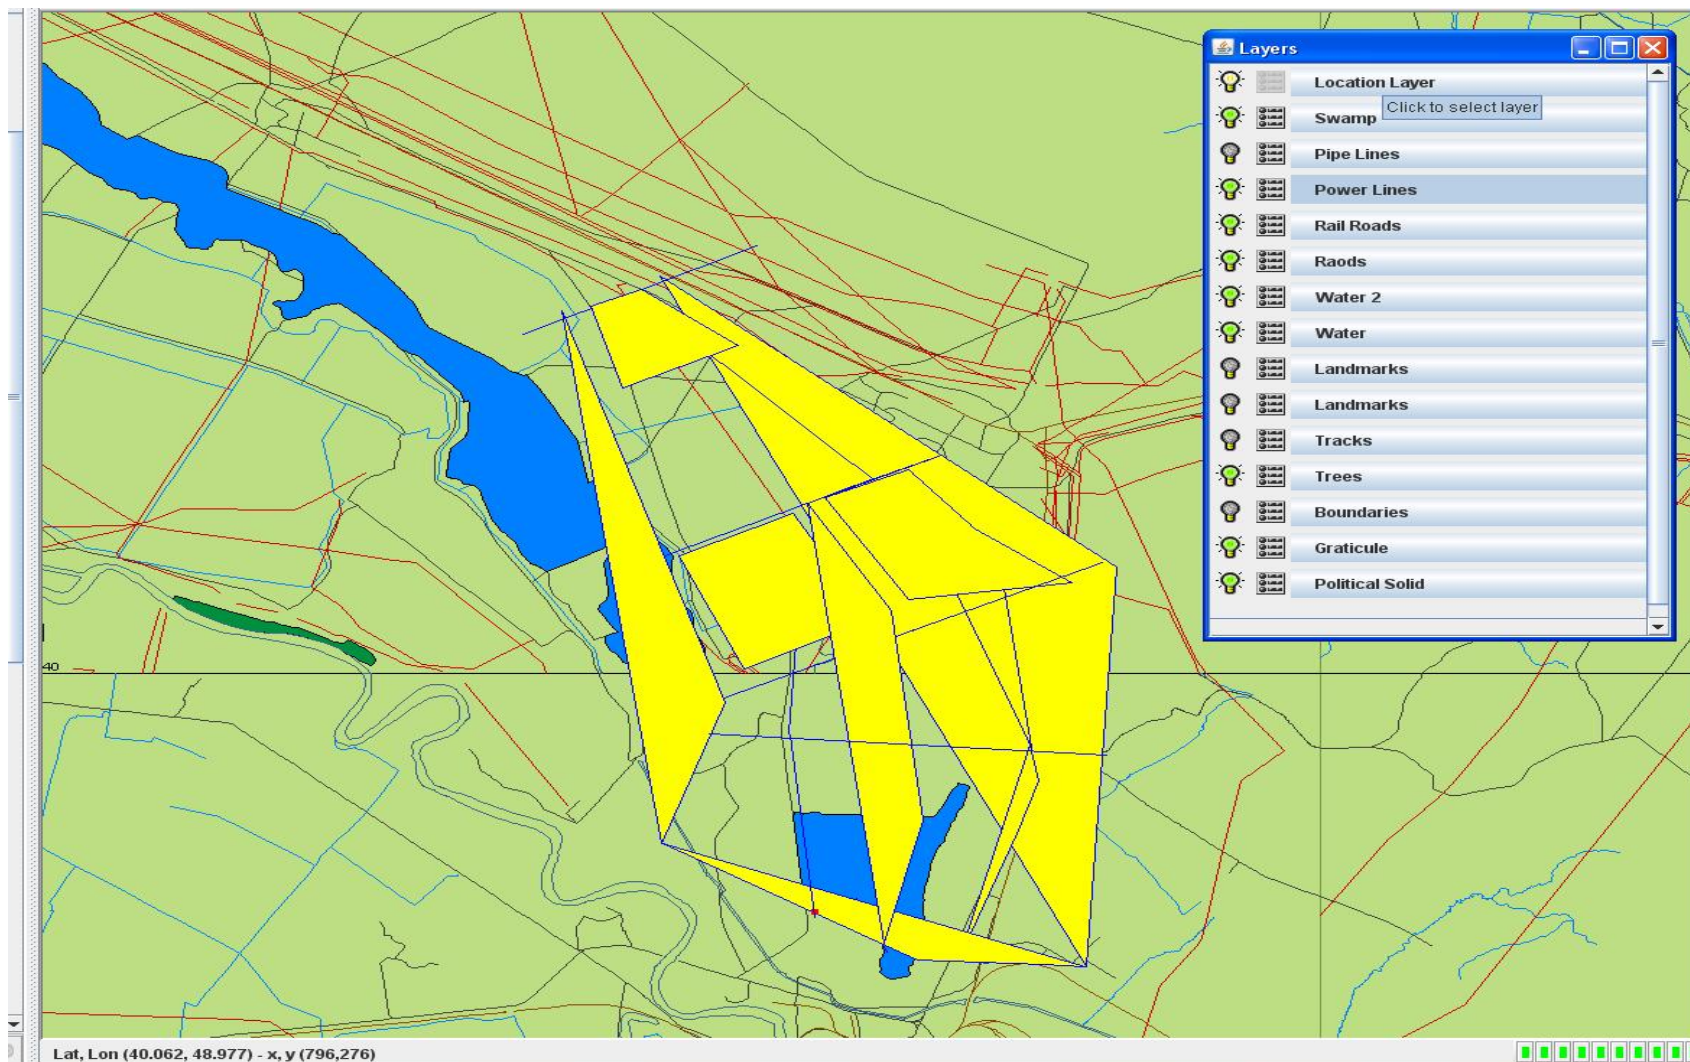 Layers
Location Layer
Click to select layer
Swamp
Pipe Lines
Power Lines
Rail Roads
Raods
Water 2
Water
Landmarks
Landmarks
Tracks
Trees
Boundaries
Graticule
Political Solid
40
Lat, Lon (40.062, 48.977) - x, y (796,276)